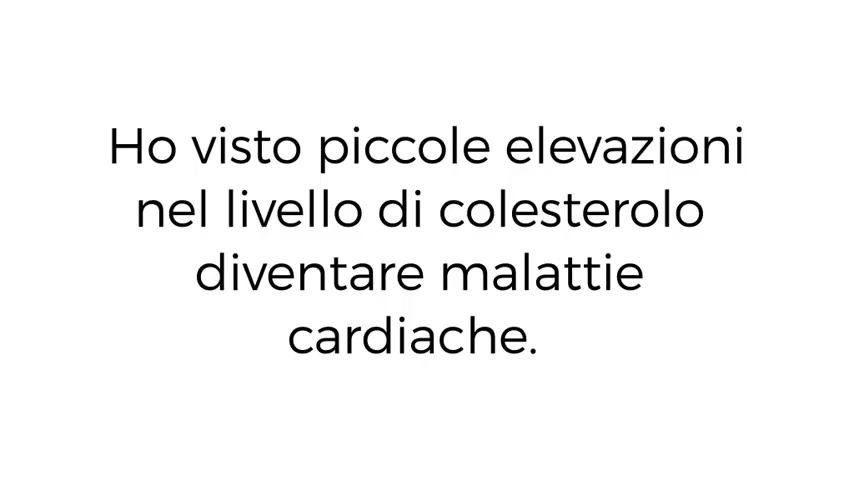 Ho visto piccole elevazioni
nel livello di colesterolo
diventare malattie
cardiache.